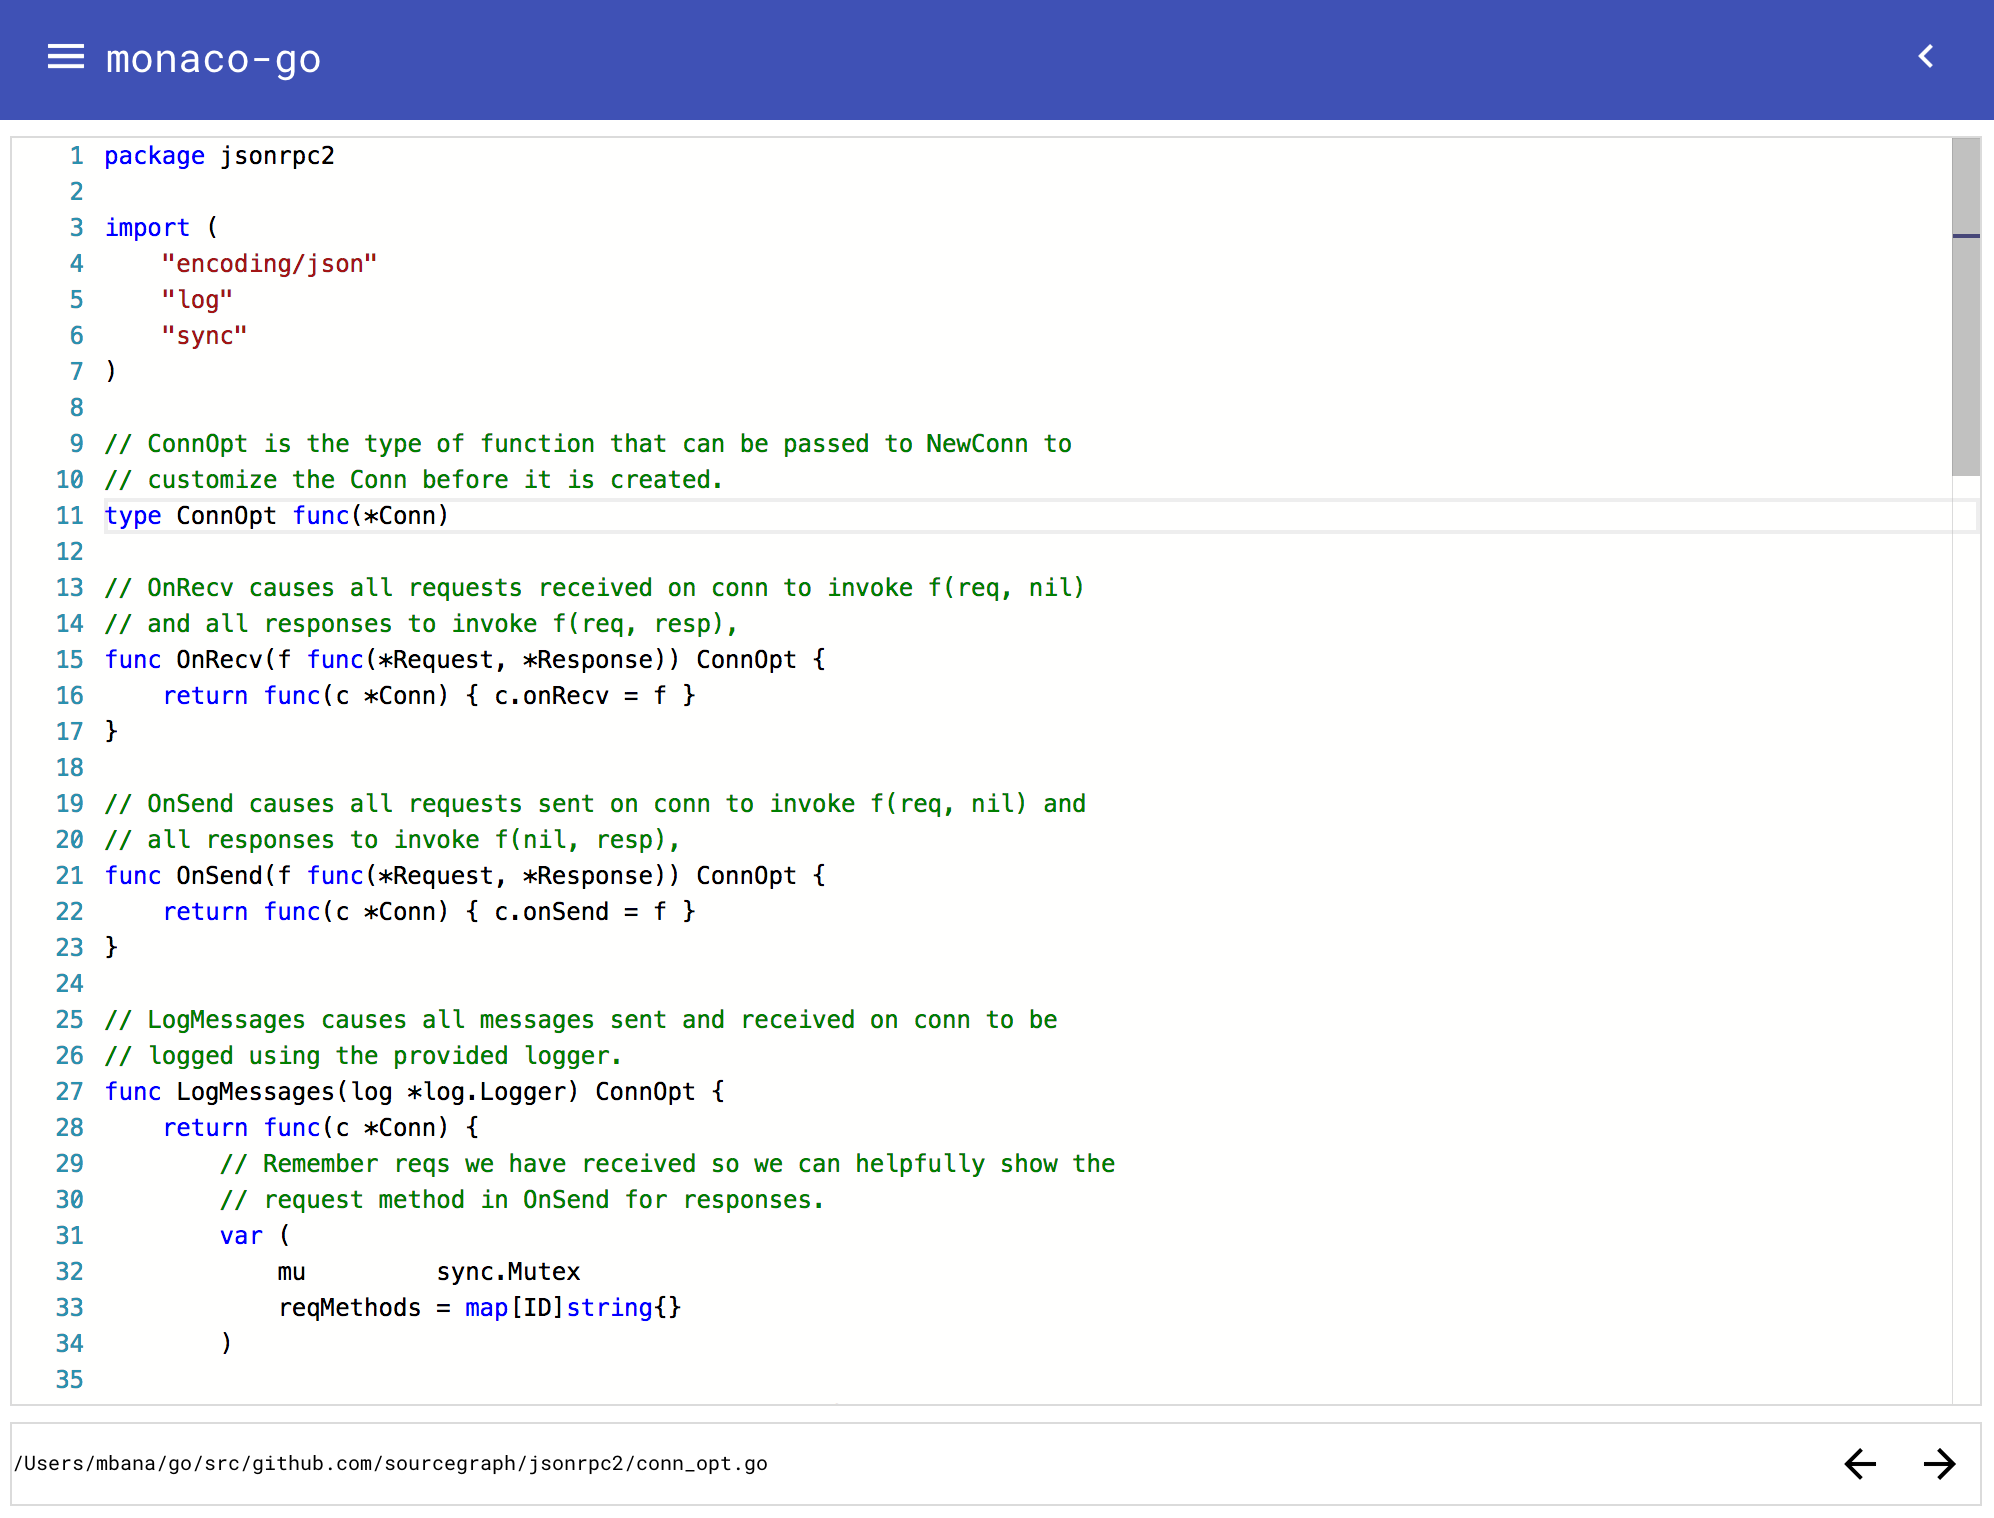 monaco-go
1 package jsonrpc2
2
3 import (
4     "encoding/json"
5     "log"
6     "sync"
7 )
8
9 // ConnOpt is the type of function that can be passed to NewConn to
10 // customize the Conn before it is created.
11 type ConnOpt func(*Conn)
12
13 // OnRecv causes all requests received on conn to invoke f(req, nil)
14 // and all responses to invoke f(req, resp),
15 func OnRecv(f func(*Request, *Response)) ConnOpt {
16     return func(c *Conn) { c.onRecv = f }
17 }
18
19 // OnSend causes all requests sent on conn to invoke f(req, nil) and
20 // all responses to invoke f(nil, resp),
21 func OnSend(f func(*Request, *Response)) ConnOpt {
22     return func(c *Conn) { c.onSend = f }
23 }
24
25 // LogMessages causes all messages sent and received on conn to be
26 // logged using the provided logger.
27 func LogMessages(log *log.Logger) ConnOpt {
28     return func(c *Conn) {
29         // Remember reqs we have received so we can helpfully show the
30         // request method in OnSend for responses.
31         var (
32             mu         sync.Mutex
33             reqMethods = map[ID]string{}
34         )
35
/Users/mbana/go/src/github.com/sourcegraph/jsonrpc2/conn_opt.go